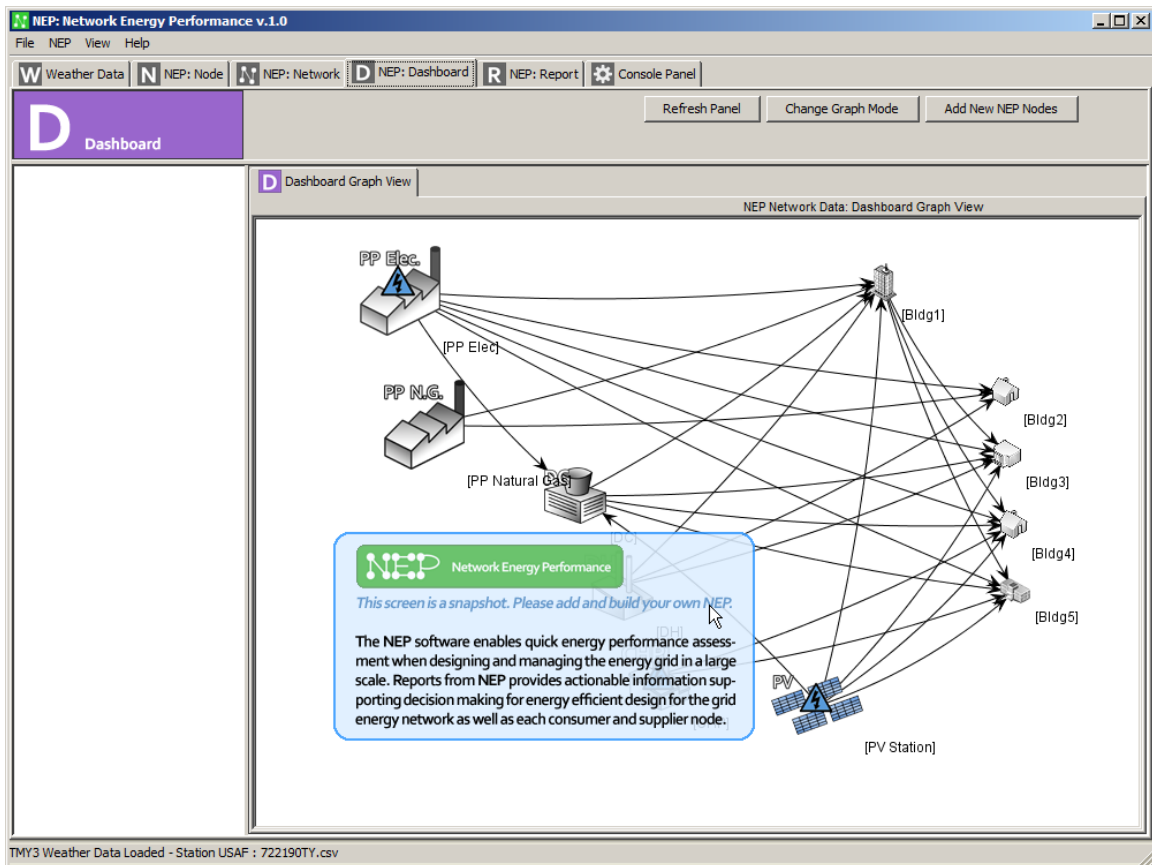 NEP: Network Energy Performance v.1.0
File NEP View Help
W Weather Data N NEP: Node NEP: Network D NEP: Dashboard R NEP: Report Console Panel
D Dashboard
Refresh Panel Change Graph Mode Add New NEP Nodes
D Dashboard Graph View
NEP Network Data: Dashboard Graph View
PP Elec.
[Bldg1]
[PP Elec]
PP N.G.
[Bldg2]
[PP Natural Gas]
DC
[Bldg3]
[DC]
[Bldg4]
NEP Network Energy Performance
This screen is a snapshot. Please add and build your own NEP.
[Bldg5]
[DH]
The NEP software enables quick energy performance assess-
ment when designing and managing the energy grid in a large
scale. Reports from NEP provides actionable information sup-
porting decision making for energy efficient design for the grid
energy network as well as each consumer and supplier node.
PV
[PV Station]
TMY3 Weather Data Loaded - Station USAF : 722190TY.csv